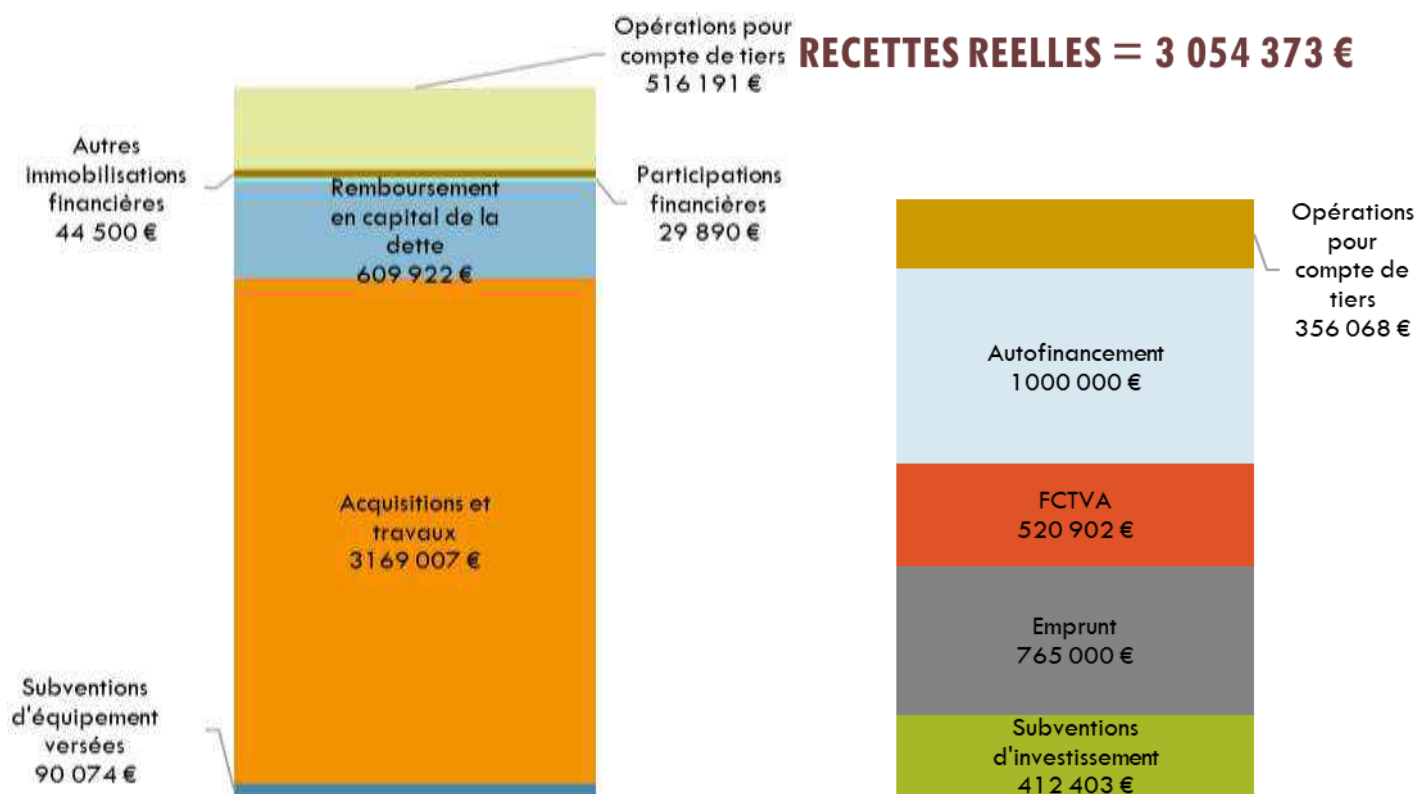 Opérations pour
compte de tiers
516 191 €
RECETTES REELLES = 3 054 373 €
Autres
immobilisations
financières
44 500 €
Remboursement
en capital de la
dette
609 922 €
Participations
financières
29 890 €
Acquisitions et
travaux
3169 007 €
Subventions
d'équipement
versées
90 074 €
Opérations
pour
compte de
tiers
356 068 €
Autofinancement
1000 000 €
FCTVA
520 902 €
Emprunt
765 000 €
Subventions
d'investissement
412 403 €